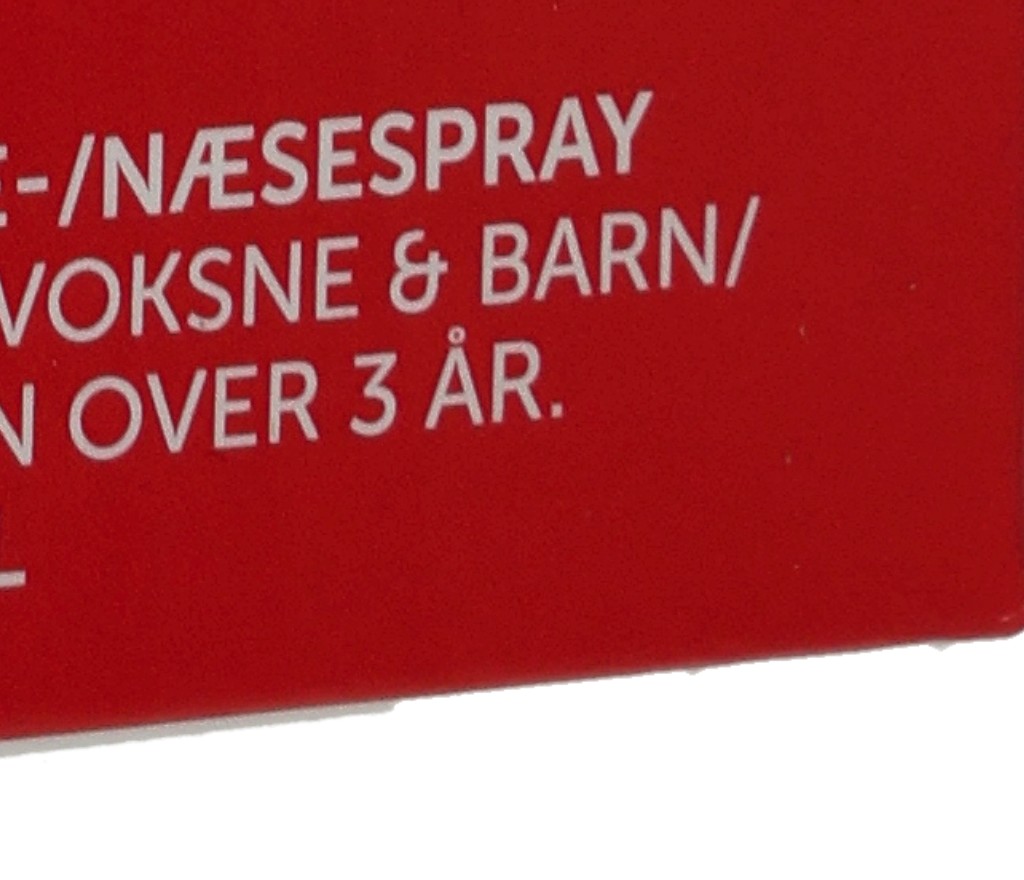 -/NÆSESPRAY
VOKSNE & BARN/
OVER 3 ÅR.